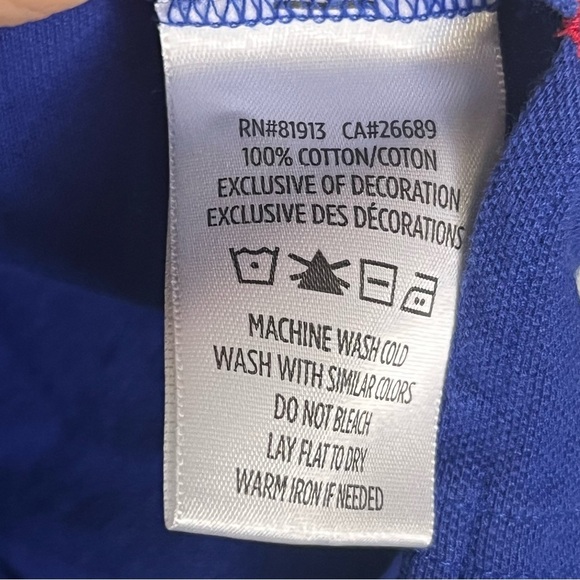 RN#81913 CA#26689
100% COTTON/COTON
EXCLUSIVE OF DECORATION
EXCLUSIVE DES DÉCORATIONS
MACHINE WASH COLD
WASH WITH SIMILAR COLORS
DO NOT BLEACH
LAY FLAT TO DRY
WARM IRON IF NEEDED